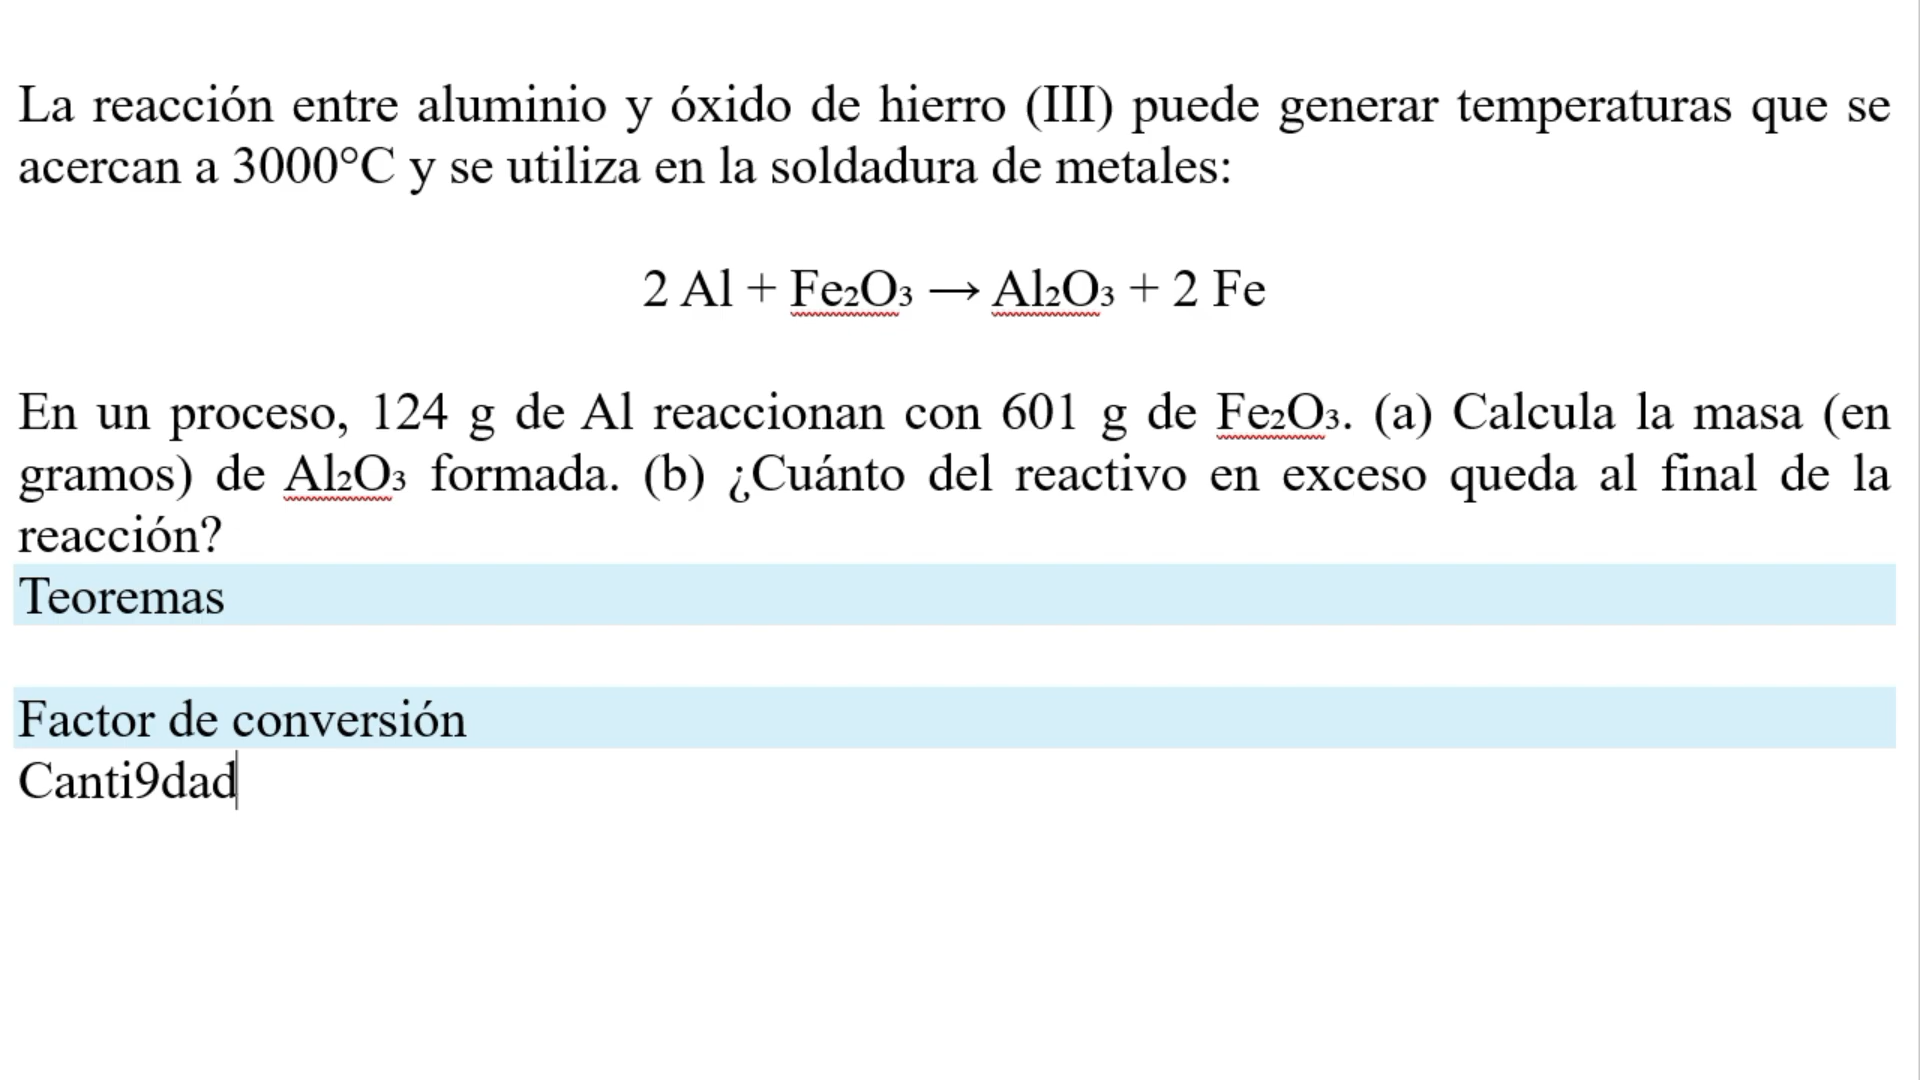 La reacción entre aluminio y óxido de hierro (III) puede generar temperaturas que se
acercan a 3000°C y se utiliza en la soldadura de metales:
2 Al + Fe₂O₃ → Al₂O₃ + 2 Fe
En un proceso, 124 g de Al reaccionan con 601 g de Fe₂O₃. (a) Calcula la masa (en
gramos) de Al₂O₃ formada. (b) ¿Cuánto del reactivo en exceso queda al final de la
reacción?
Teoremas
Factor de conversión
Canti9dad